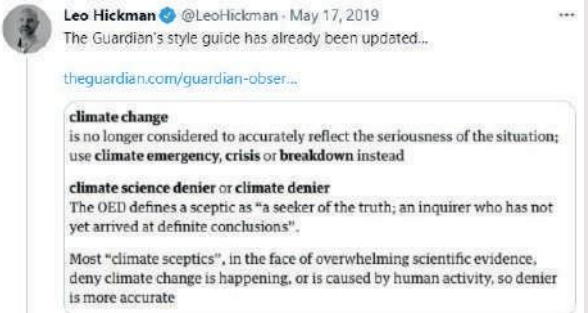 Leo Hickman @LeoHickman · May 17, 2019
The Guardian's style guide has already been updated...
theguardian.com/guardian-obser...
climate change
is no longer considered to accurately reflect the seriousness of the situation;
use climate emergency, crisis or breakdown instead
climate science denier or climate denier
The OED defines a sceptic as “a seeker of the truth; an inquirer who has not
yet arrived at definite conclusions”.
Most “climate sceptics”, in the face of overwhelming scientific evidence,
deny climate change is happening, or is caused by human activity, so denier
is more accurate